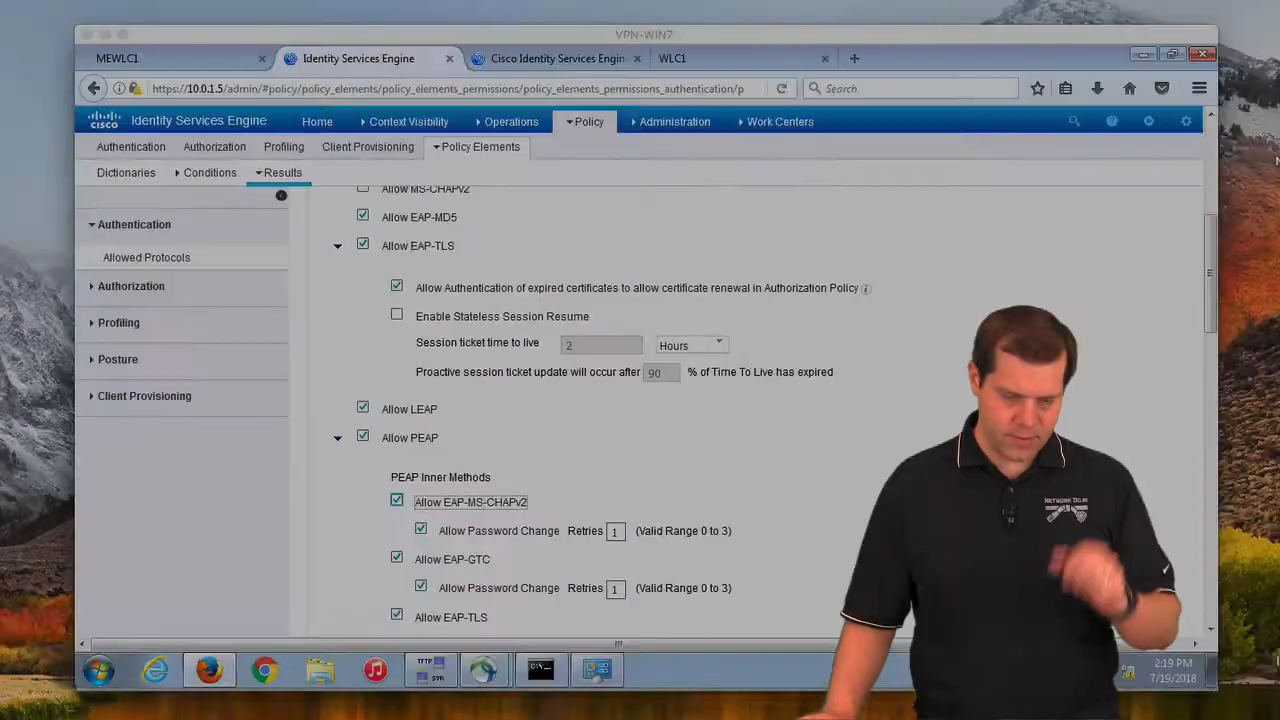 VPN-WIN7
MEWLC1
Identity Services Engine
Cisco Identity Services Engin
WLC1
https://10.0.1.5/admin/#policy/policy_elements/policy_elements_permissions/policy_elements_permissions_authentication/p
Search
CISCO Identity Services Engine
Home
Context Visibility
Operations
Policy
Administration
Work Centers
Authentication
Authorization
Profiling
Client Provisioning
Policy Elements
Dictionaries
Conditions
Results
Authentication
Allowed Protocols
Authorization
Profiling
Posture
Client Provisioning
Allow MS-CHAPv2
Allow EAP-MD5
Allow EAP-TLS
Allow Authentication of expired certificates to allow certificate renewal in Authorization Policy
Enable Stateless Session Resume
Session ticket time to live 2 Hours
Proactive session ticket update will occur after 90 % of Time To Live has expired
Allow LEAP
Allow PEAP
PEAP Inner Methods
Allow EAP-MS-CHAPv2
Allow Password Change Retries 1 (Valid Range 0 to 3)
Allow EAP-GTC
Allow Password Change Retries 1 (Valid Range 0 to 3)
Allow EAP-TLS
NETWORK DOJO
TFTP
SVR
C:\
2:19 PM
7/19/2018